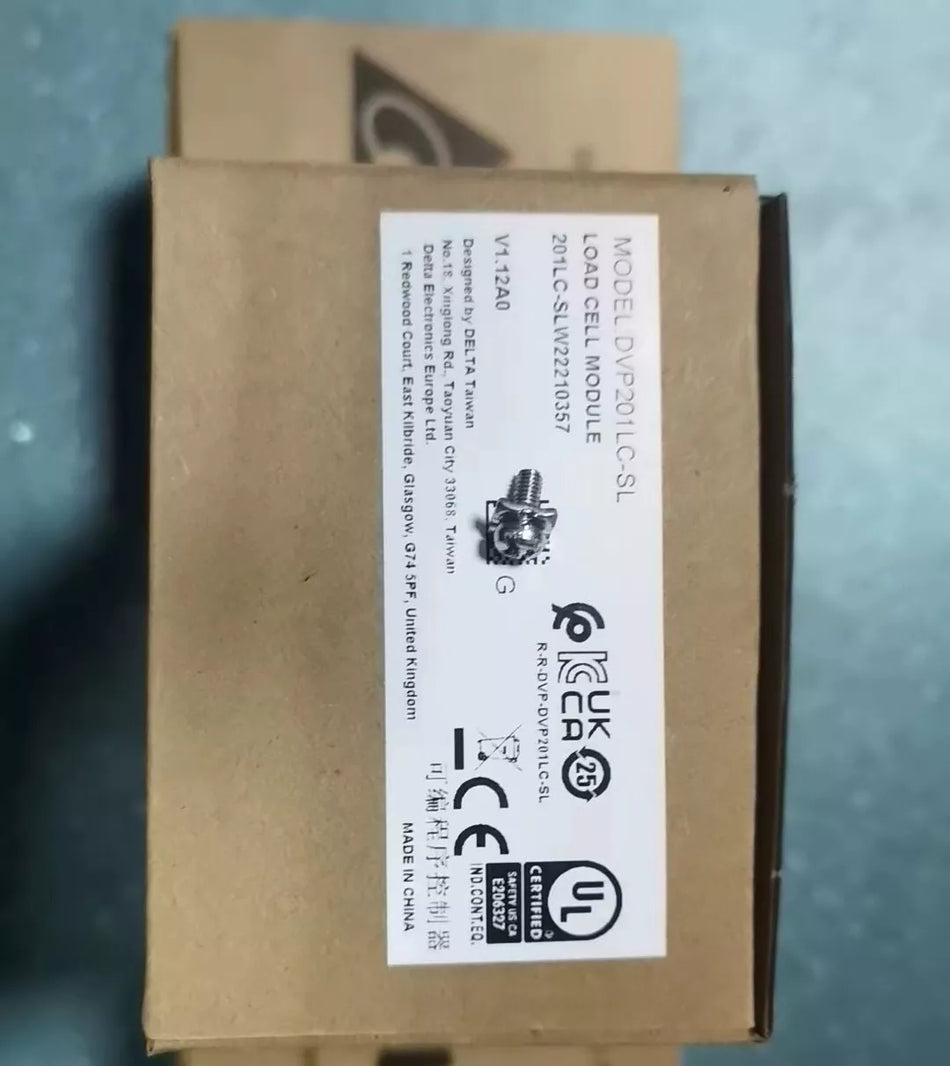 MODEL:DVP201LC-SL
LOAD CELL MODULE
201LC-SLW22210357
V1.12A0
G
Designed by DELTA Taiwan
No.18, Xinglong Rd., Taoyuan City 33068, Taiwan
Delta Electronics Europe Ltd.
1 Redwood Court, East Kilbride, Glasgow, G74 5PF, United Kingdom
UK
CA
25
R-R-DVP-DVP201LC-SL
UL
CERTIFIED
SAFETY US CA
E206327
CE
IND.CONT.EQ.
可编程序控制器
MADE IN CHINA